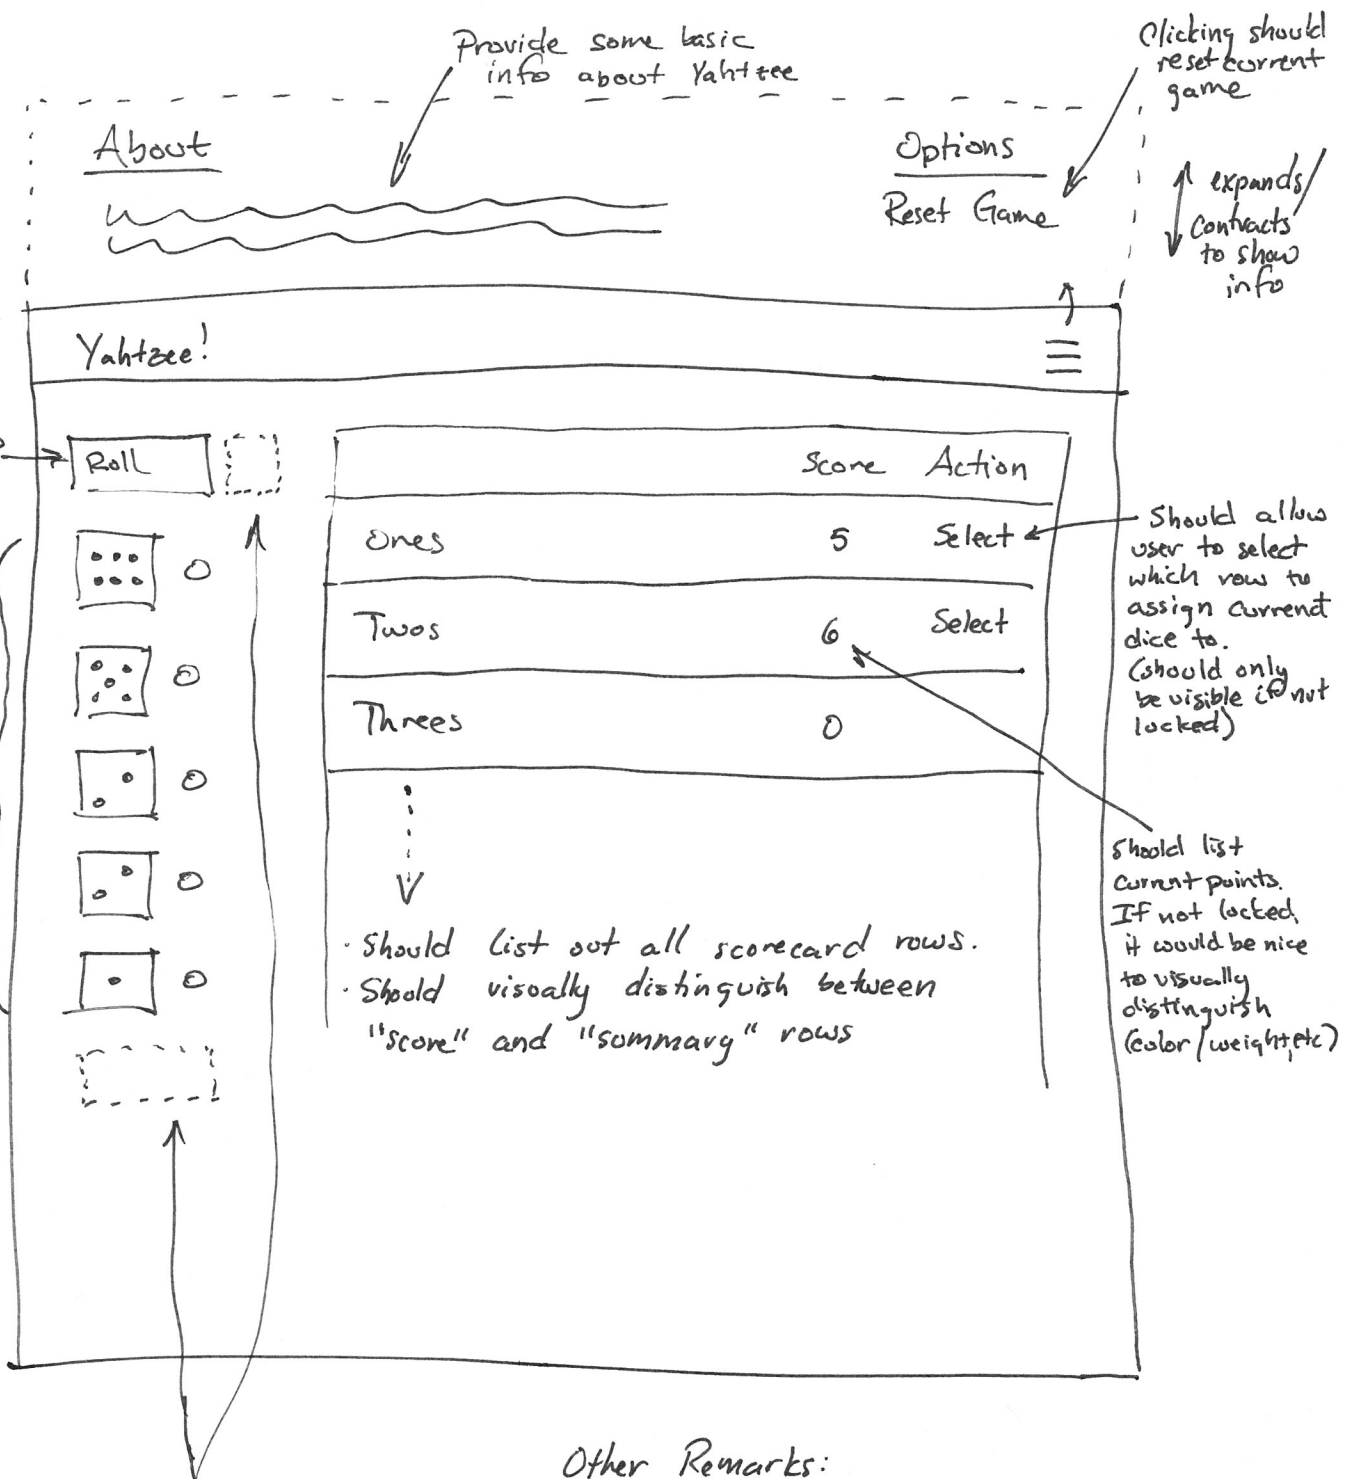 Provide some basic
info about Yahtzee
Clicking should
reset current
game
About
Options
Reset Game
expands/
contracts
to show
info
Yahtzee!
Roll
Score Action
Ones 5 Select
Twos 6 Select
Threes 0
Should allow
user to select
which row to
assign current
dice to.
(should only
be visible if not
locked)
Should list
current points.
If not locked,
it would be nice
to visually
distinguish
(color/weight, etc)
· Should list out all scorecard rows.
· Should visually distinguish between
"score" and "summary" rows
Other Remarks: